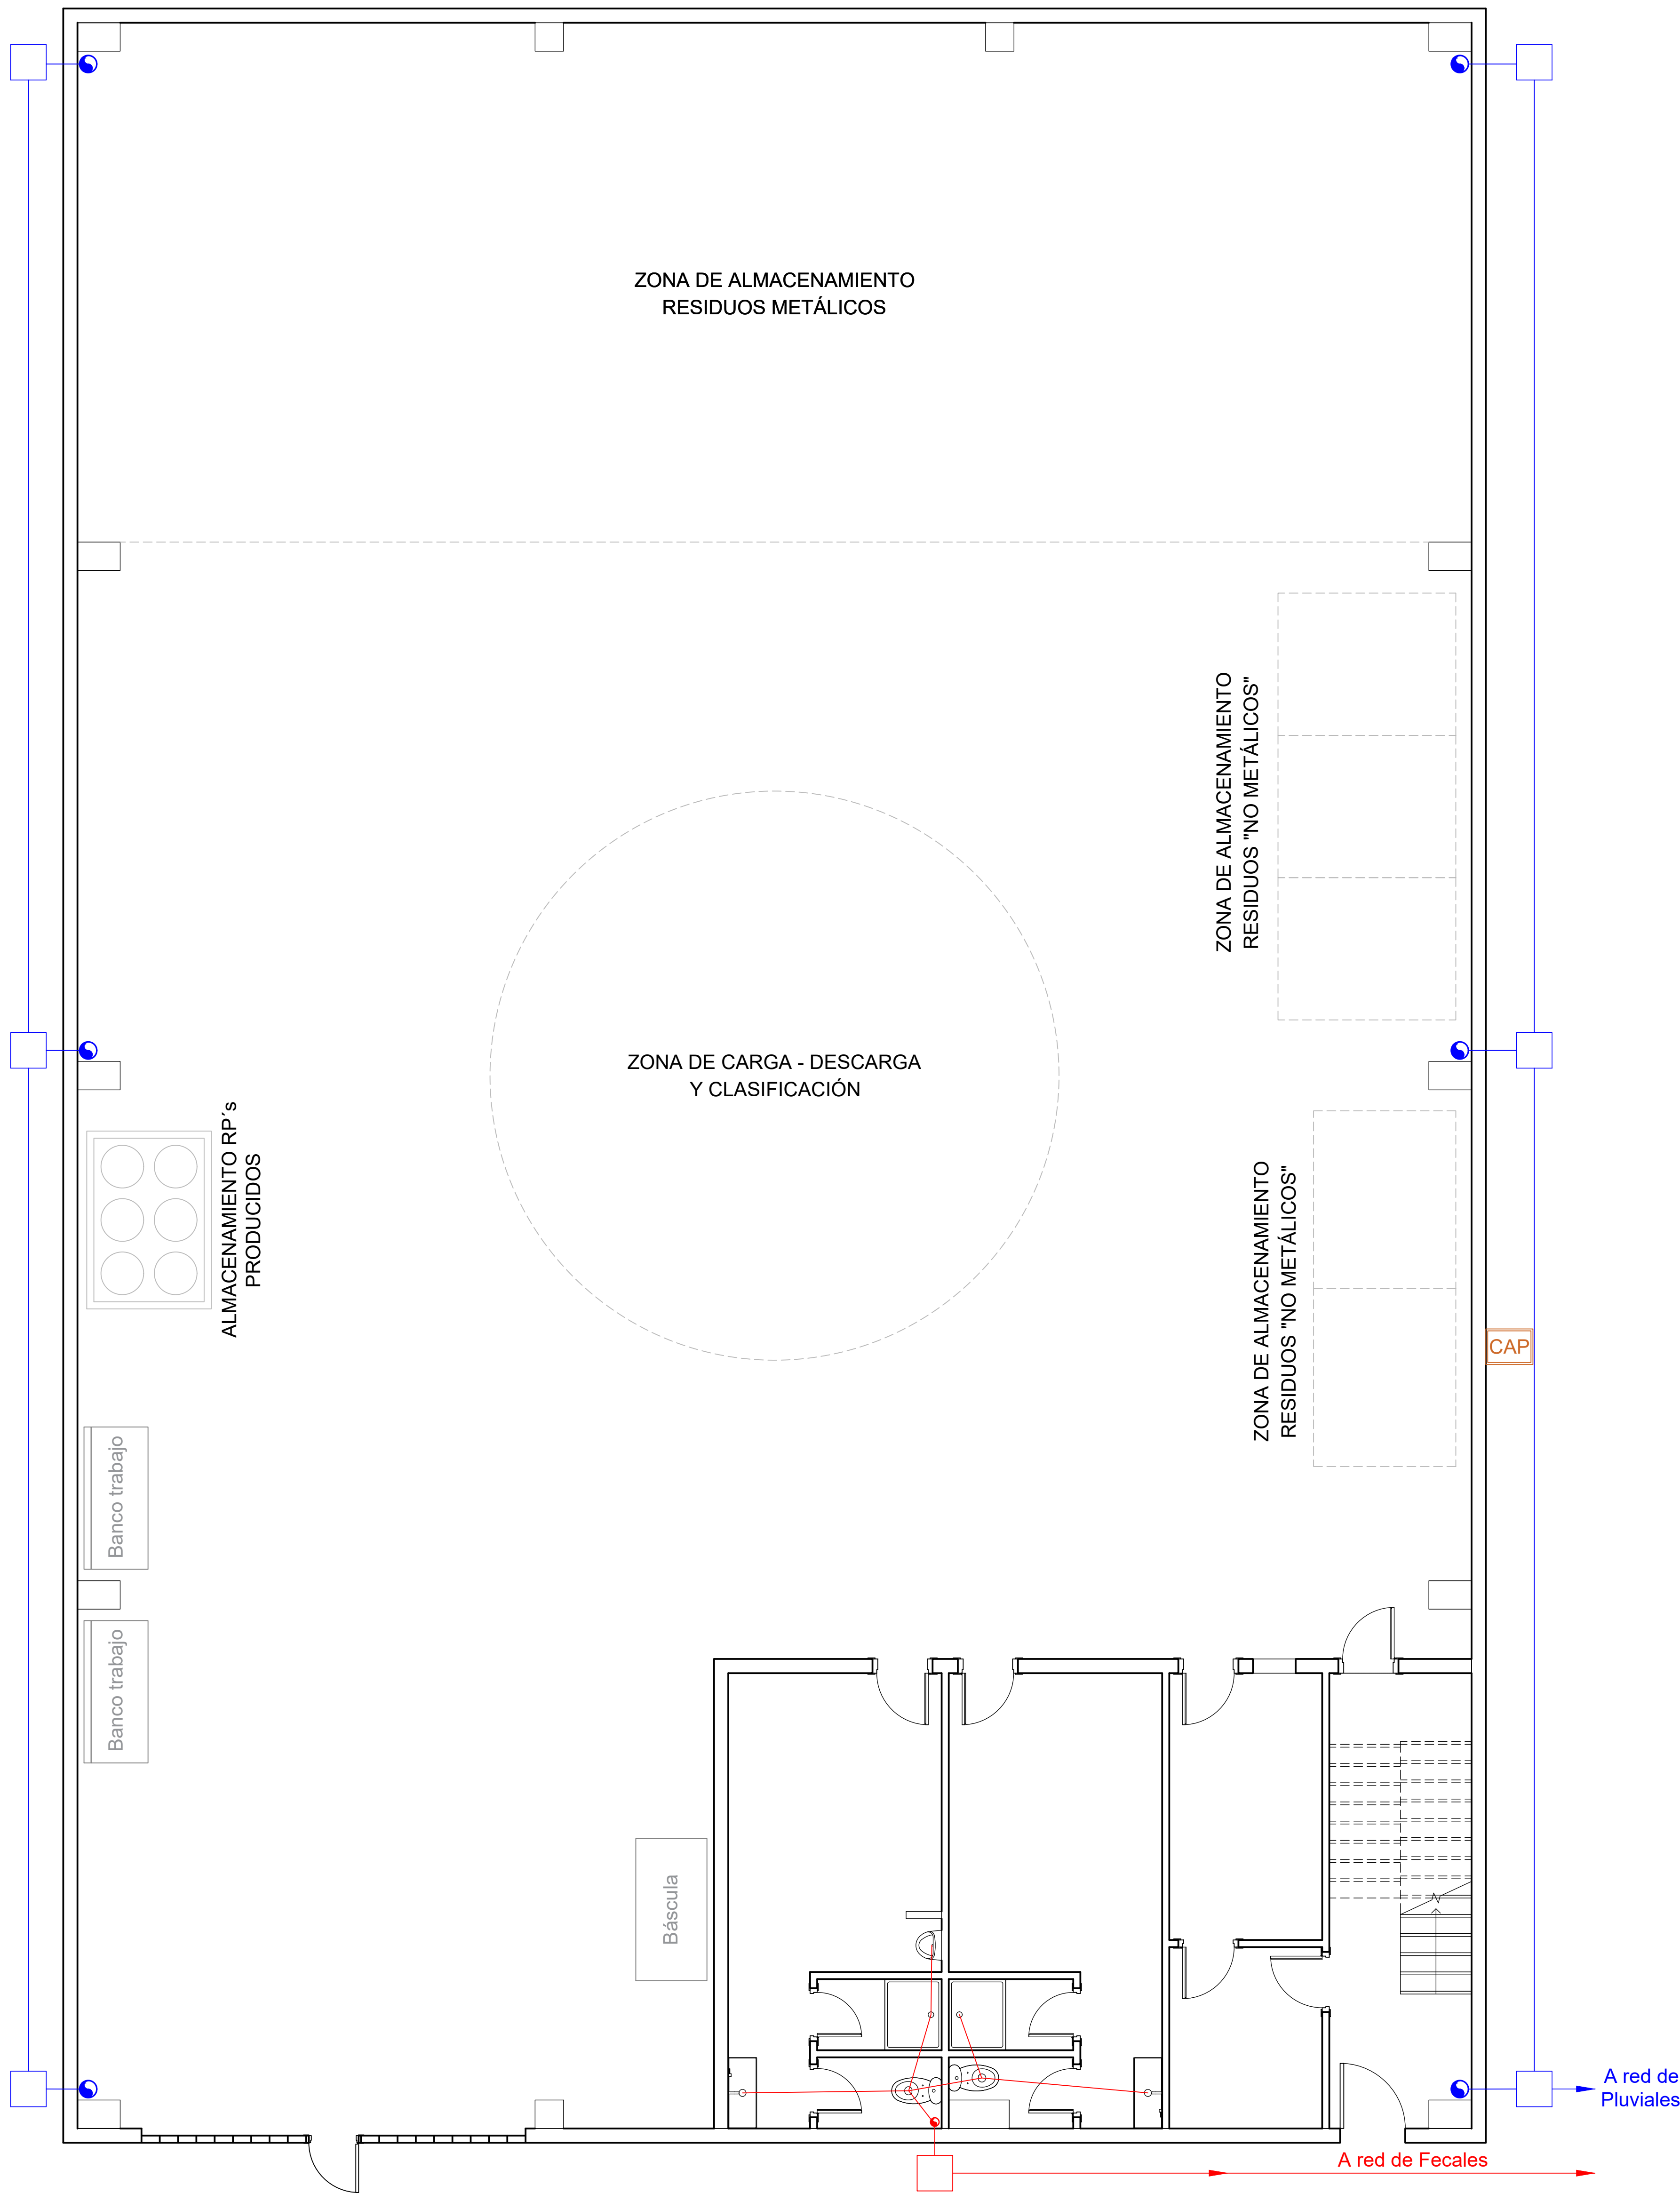 ZONA DE ALMACENAMIENTO
RESIDUOS METÁLICOS
ZONA DE ALMACENAMIENTO
RESIDUOS "NO METÁLICOS"
ZONA DE CARGA - DESCARGA
Y CLASIFICACIÓN
ALMACENAMIENTO RP´s
PRODUCIDOS
ZONA DE ALMACENAMIENTO
RESIDUOS "NO METÁLICOS"
CAP
Banco trabajo
Banco trabajo
Báscula
A red de
Pluviales
A red de Fecales